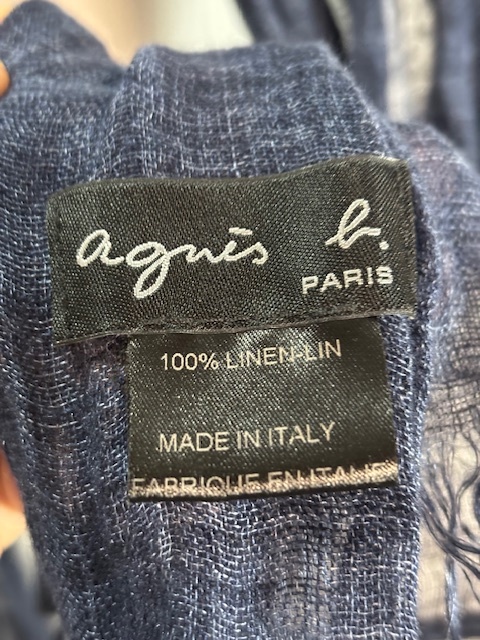 agnès b.
PARIS
100% LINEN-LIN
MADE IN ITALY
FABRIQUE EN ITALIE